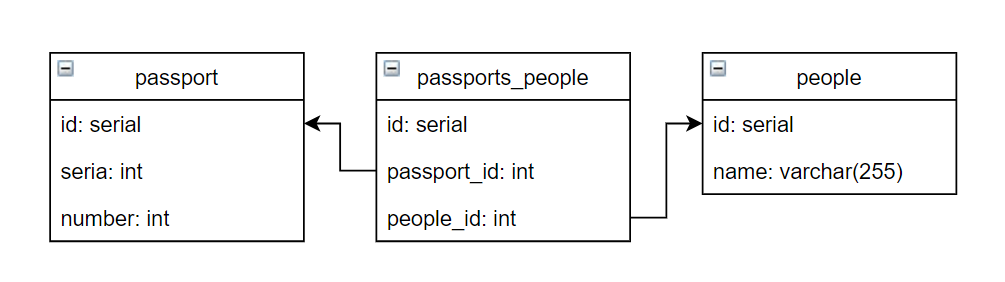 passport
id: serial
seria: int
number: int
passports_people
id: serial
passport_id: int
people_id: int
people
id: serial
name: varchar(255)